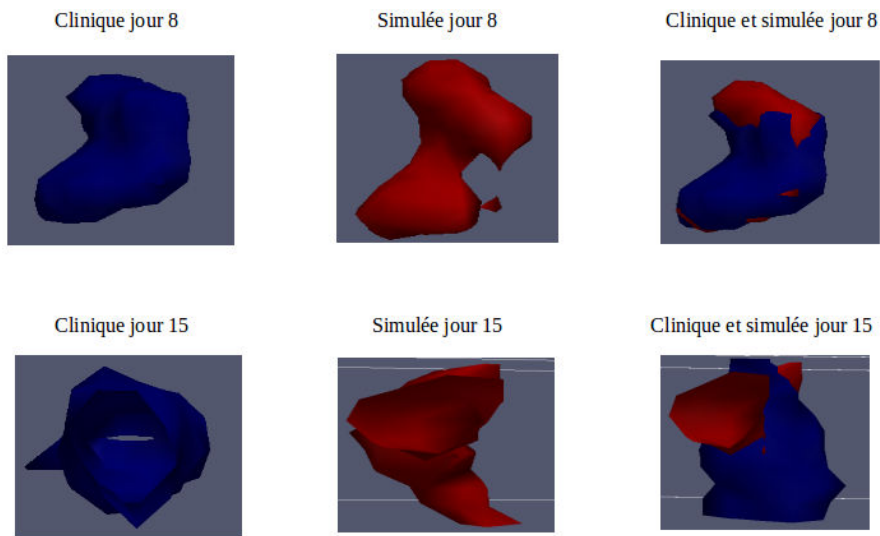 Clinique jour 8
Simulée jour 8
Clinique et simulée jour 8
Clinique jour 15
Simulée jour 15
Clinique et simulée jour 15